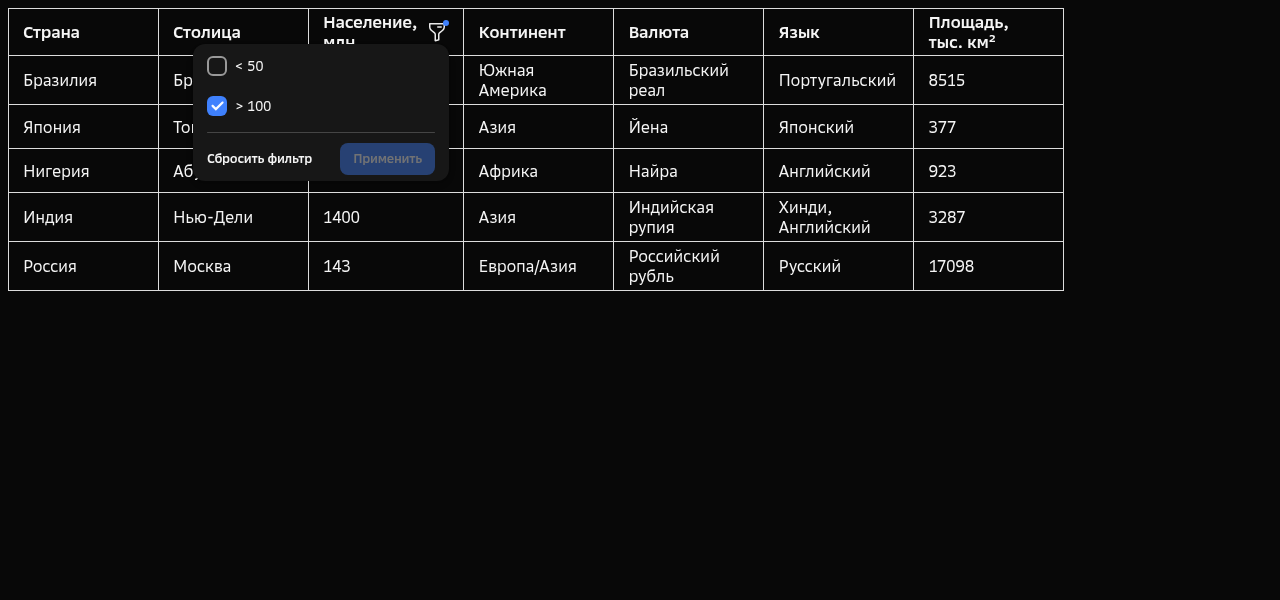 Страна Столица Население, млн Континент Валюта Язык Площадь, тыс. км²
< 50
> 100
Сбросить фильтр Применить
Бразилия Южная Америка Бразильский реал Португальский 8515
Япония Азия Йена Японский 377
Нигерия Африка Найра Английский 923
Индия Нью-Дели 1400 Азия Индийская рупия Хинди, Английский 3287
Россия Москва 143 Европа/Азия Российский рубль Русский 17098